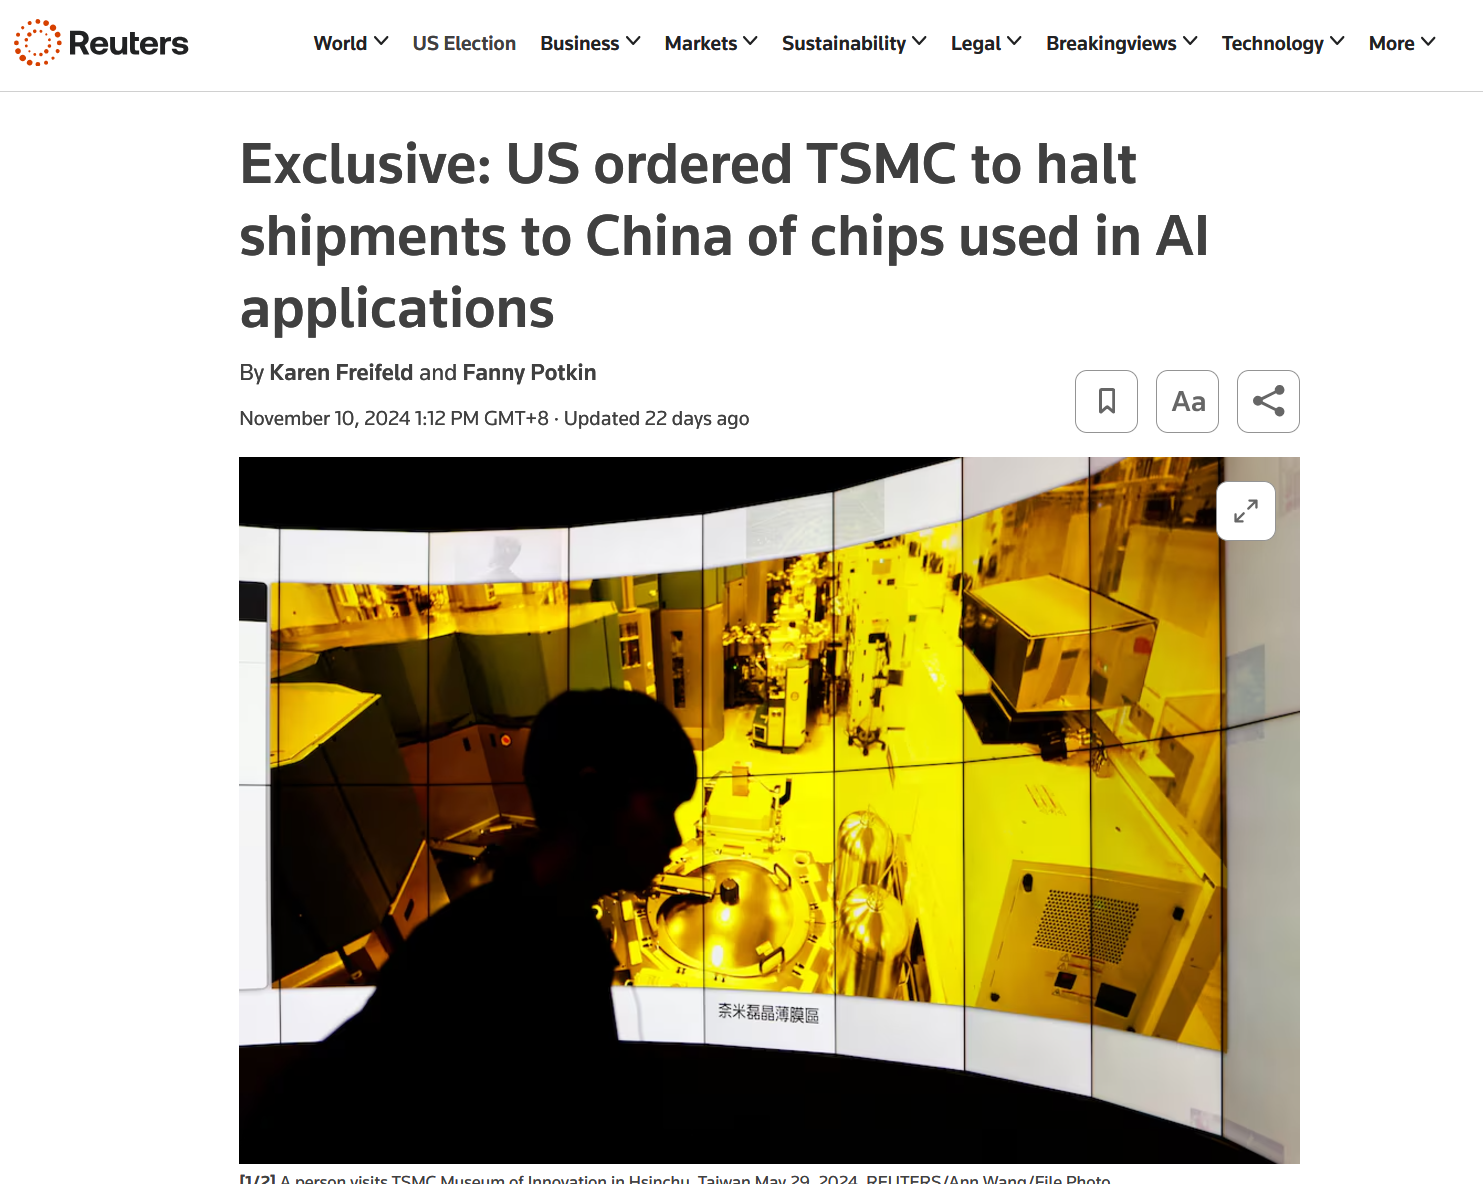 Reuters
World
US Election
Business
Markets
Sustainability
Legal
Breakingviews
Technology
More
Exclusive: US ordered TSMC to halt
shipments to China of chips used in AI
applications
By Karen Freifeld and Fanny Potkin
November 10, 2024 1:12 PM GMT+8 · Updated 22 days ago
Aa
奈米磊晶薄膜區
[1/2] A person visits TSMC Museum of Innovation in Hsinchu, Taiwan May 29, 2024. REUTERS/Ann Wang/File Photo